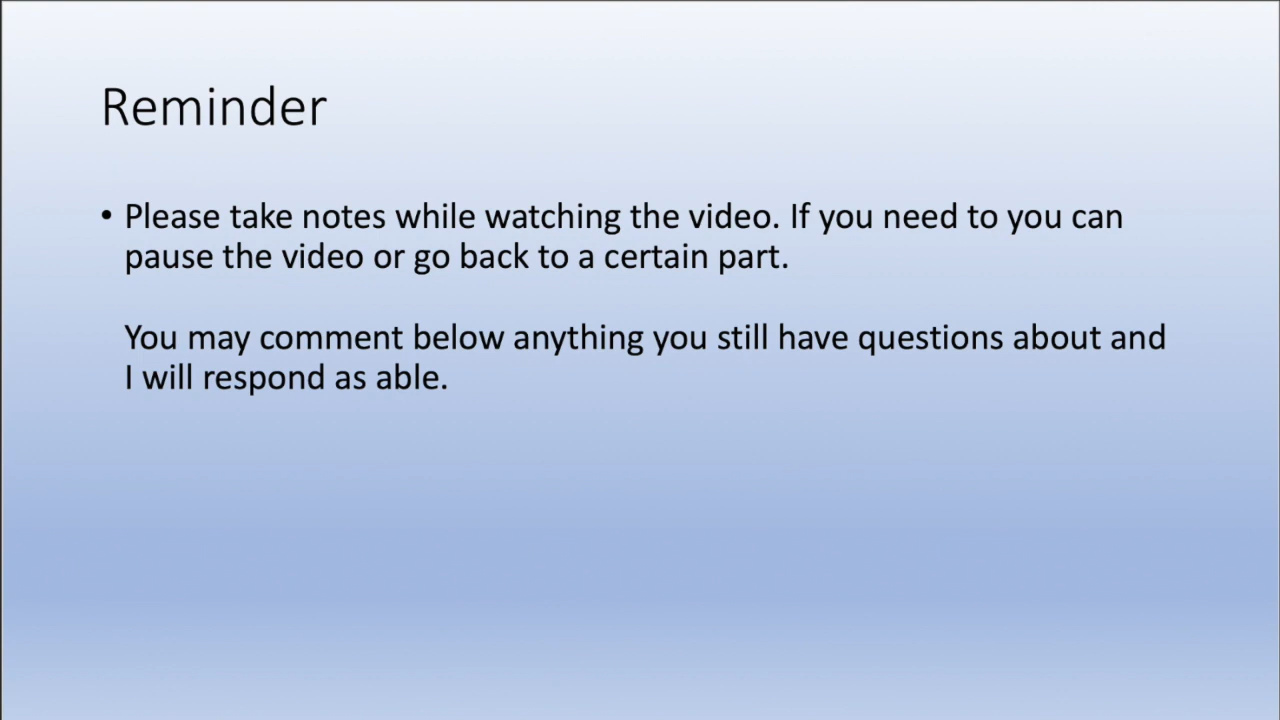 Reminder
• Please take notes while watching the video. If you need to you can
pause the video or go back to a certain part.
You may comment below anything you still have questions about and
I will respond as able.